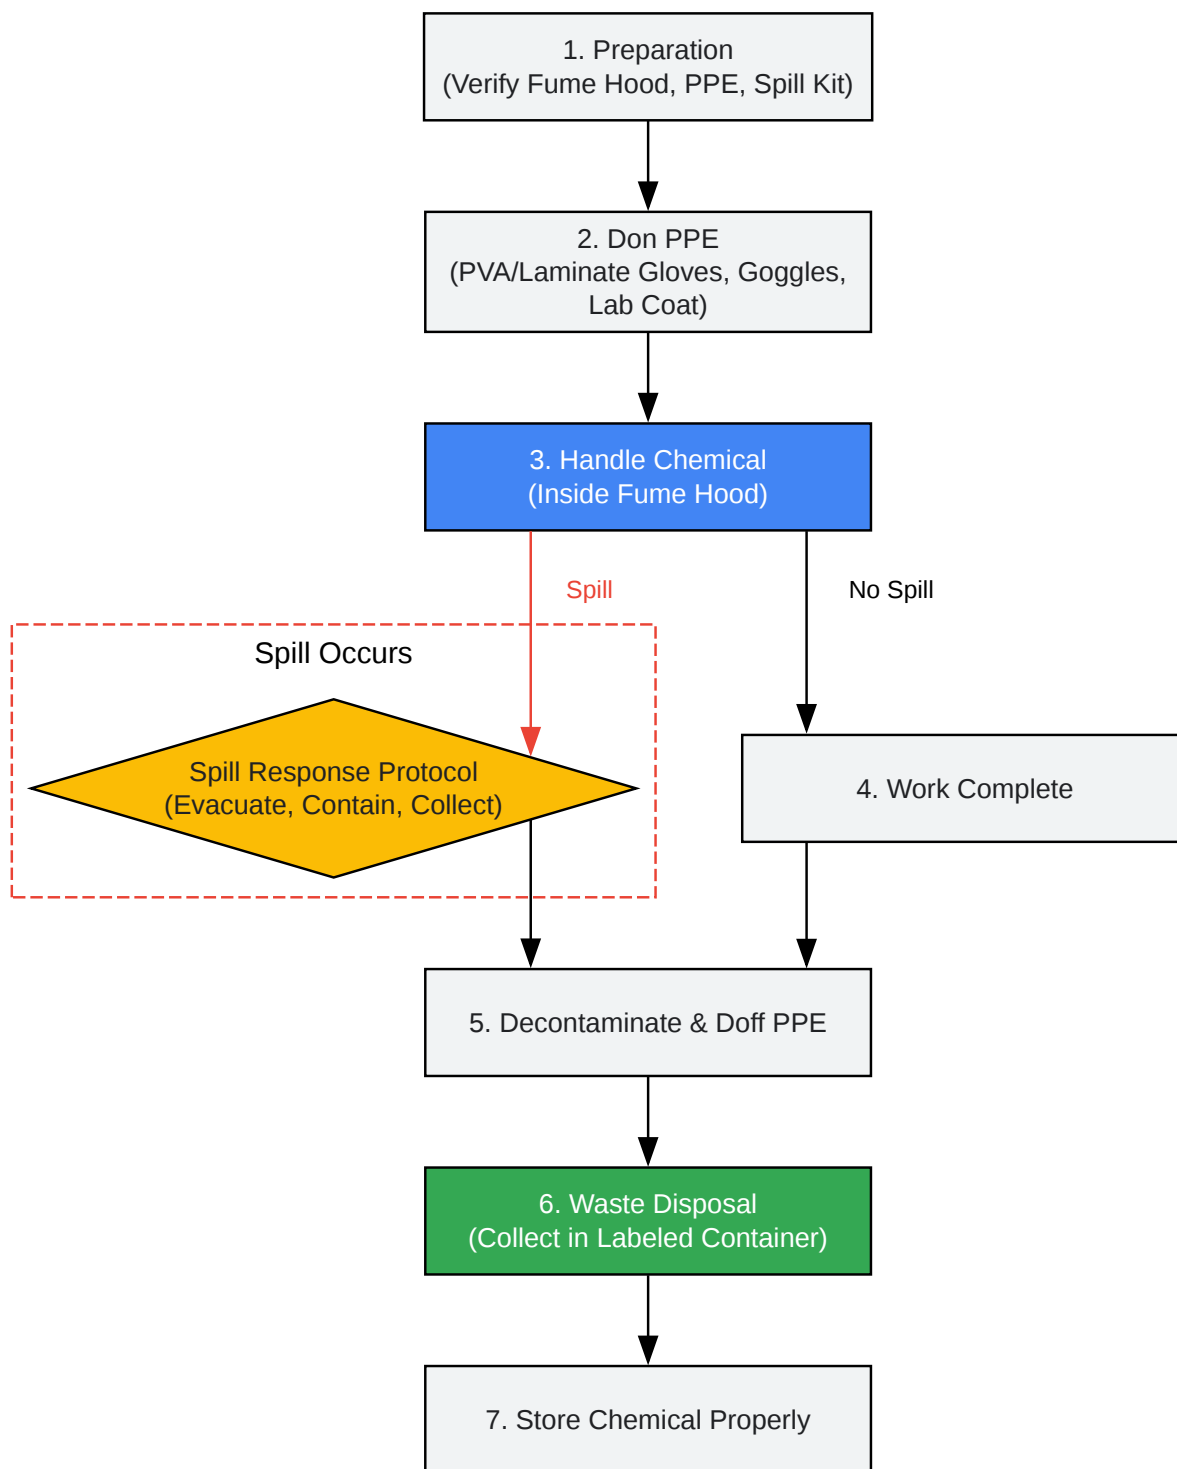 1. Preparation
(Verify Fume Hood, PPE, Spill Kit)
2. Don PPE
(PVA/Laminate Gloves, Goggles,
Lab Coat)
3. Handle Chemical
(Inside Fume Hood)
Spill
No Spill
Spill Occurs
Spill Response Protocol
(Evacuate, Contain, Collect)
4. Work Complete
5. Decontaminate & Doff PPE
6. Waste Disposal
(Collect in Labeled Container)
7. Store Chemical Properly